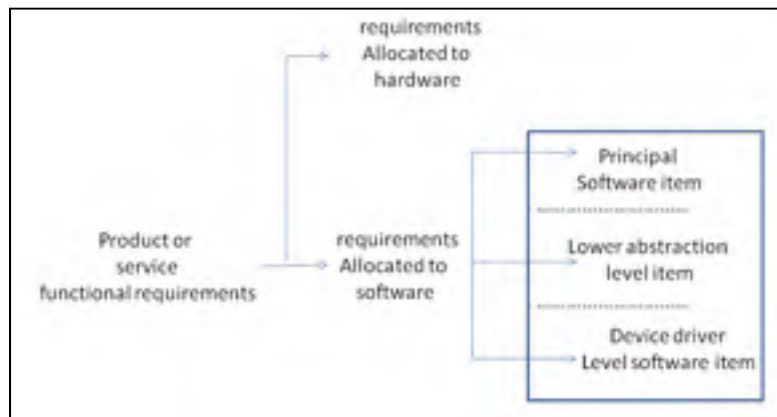 requirements
Allocated to
hardware
Product or
service
functional requirements
requirements
Allocated to
software
Principal
Software item
Lower abstraction
level item
Device driver
Level software item